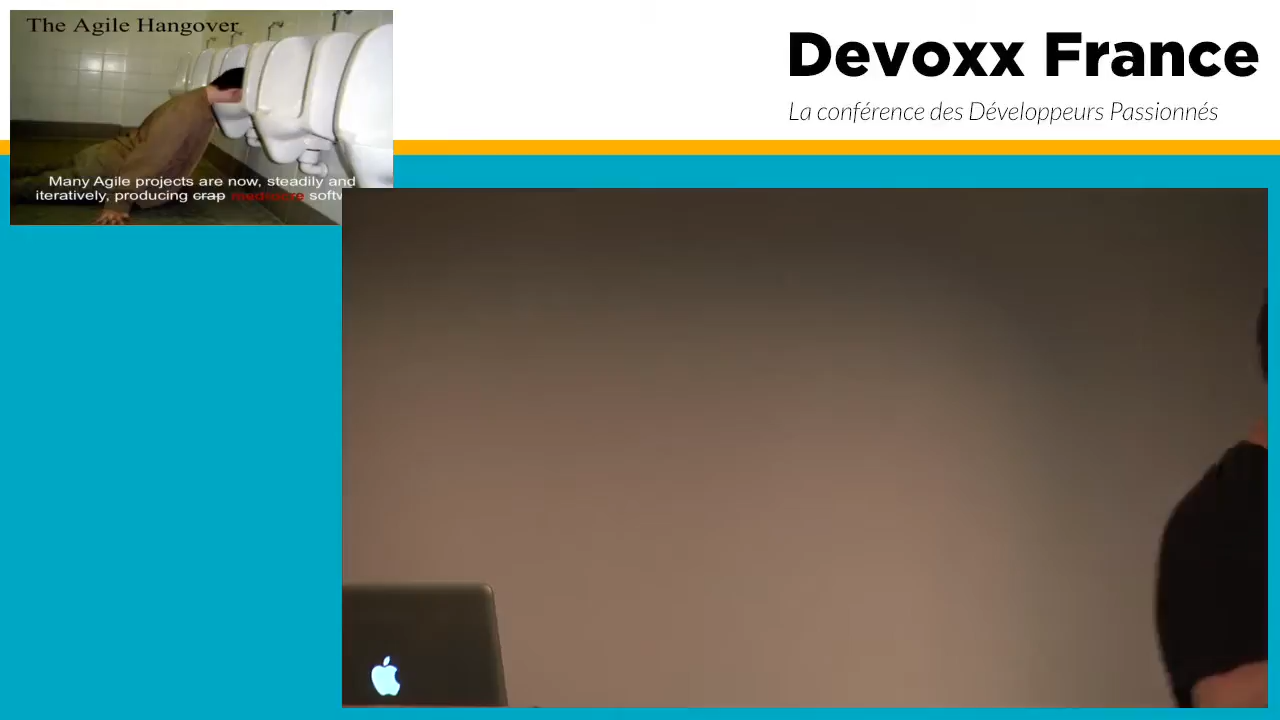 The Agile Hangover
Many Agile projects are now, steadily and
iteratively, producing crap mediocre
Devoxx France
La conférence des Développeurs Passionnés